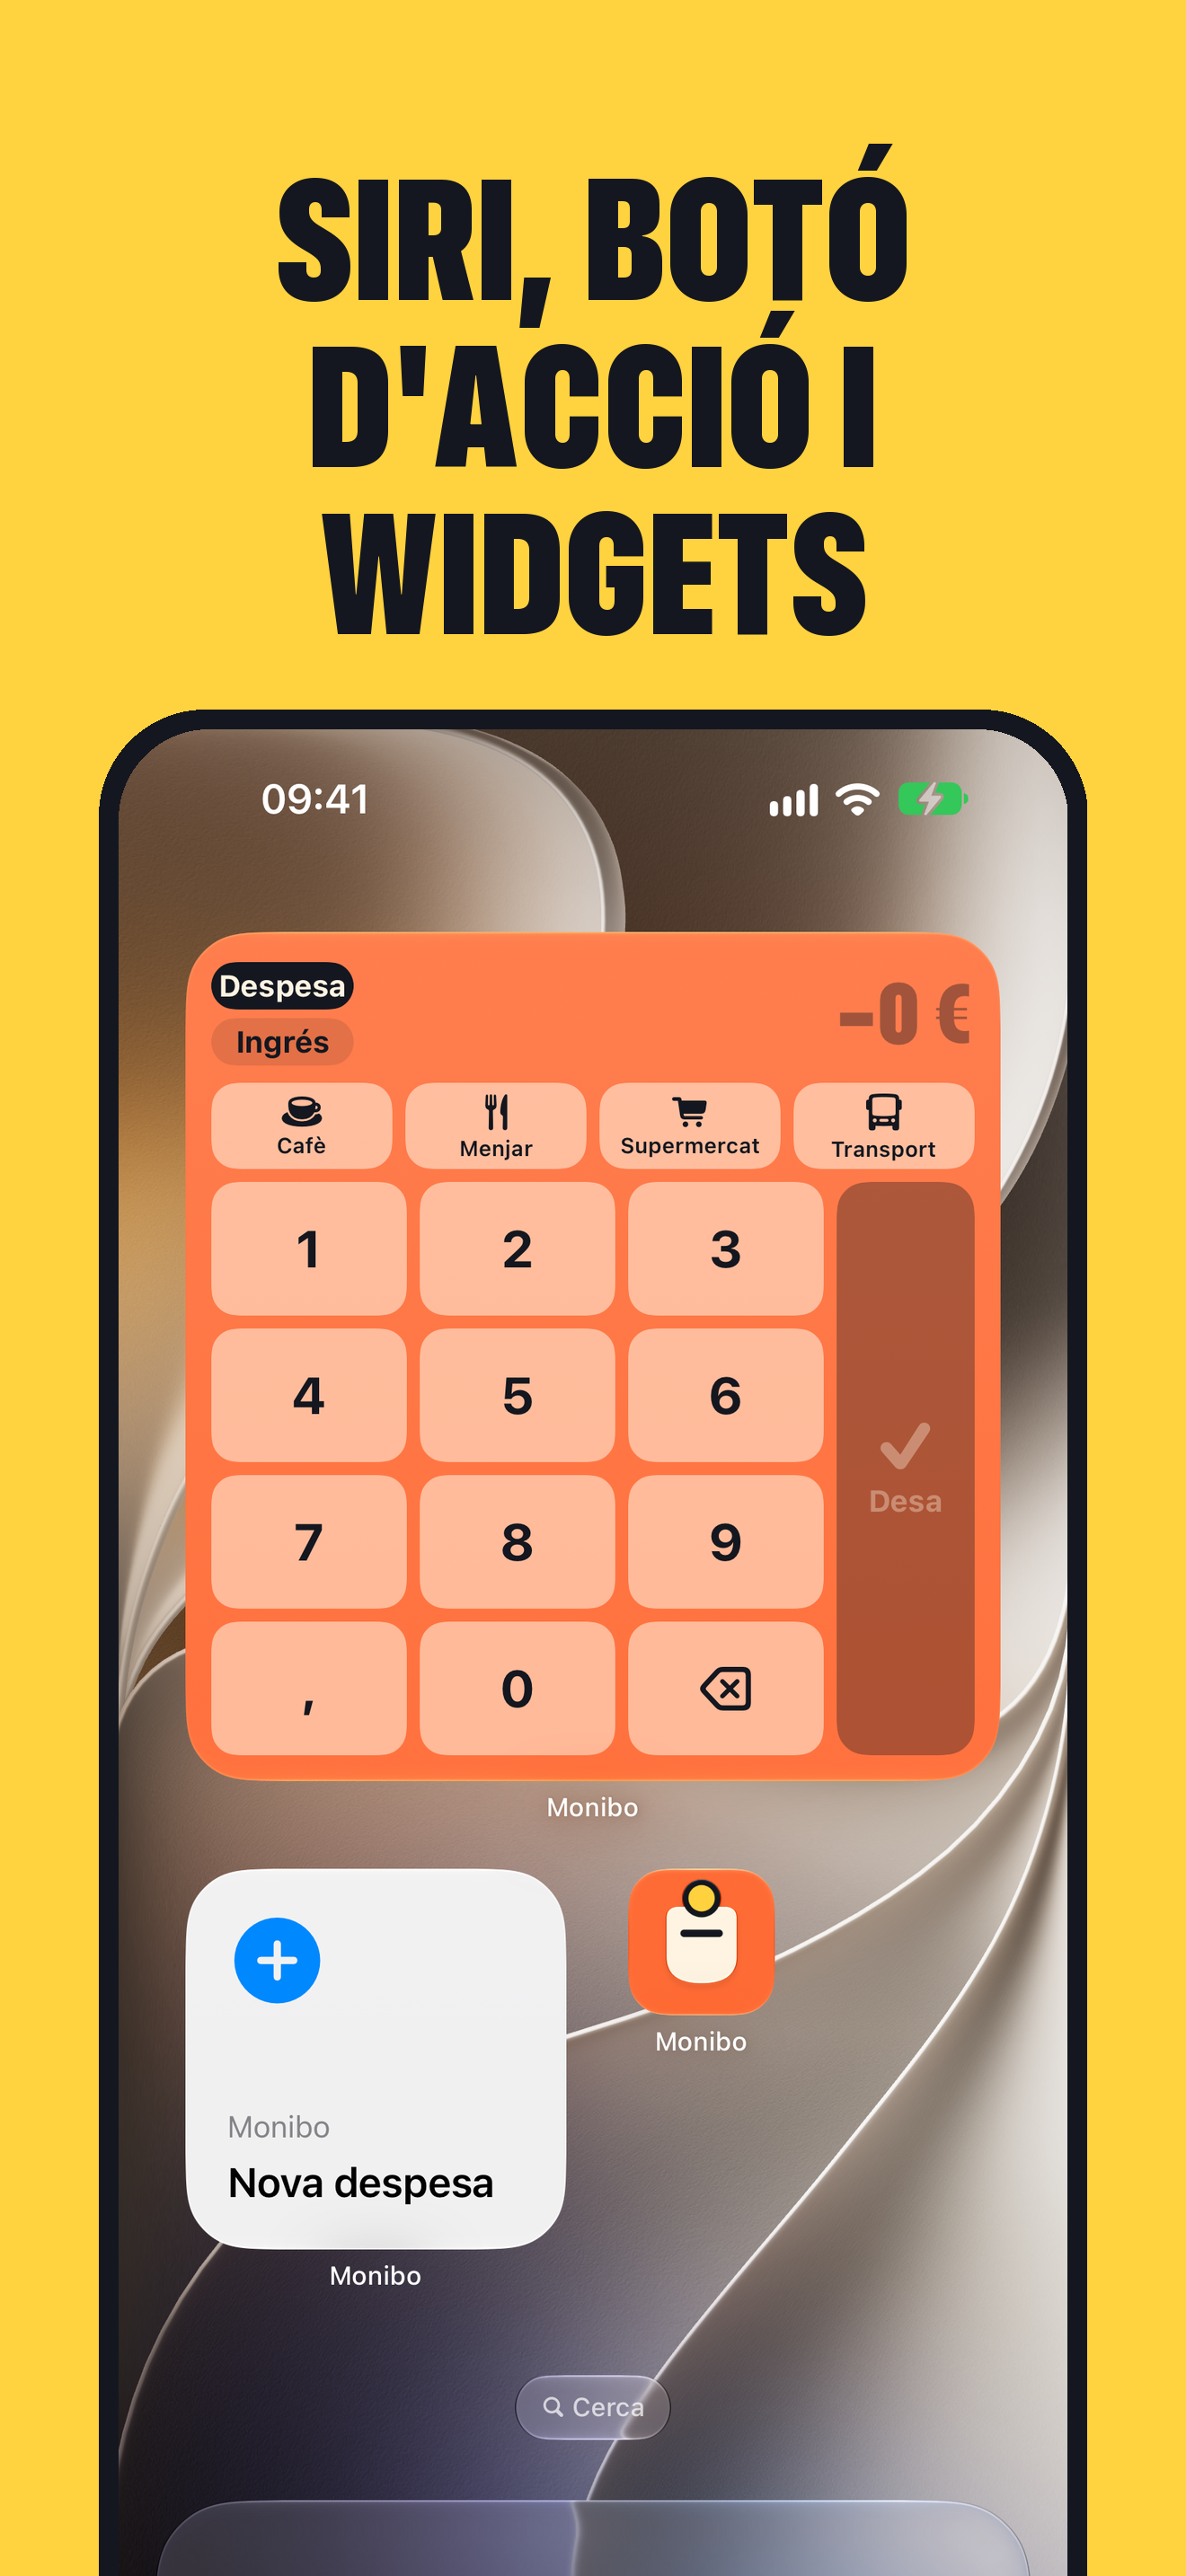 SIRI, BOTÓ
D'ACCIÓ I
WIDGETS
09:41
Despesa
Ingrés
-0 €
Cafè
Menjar
Supermercat
Transport
1
2
3
4
5
6
7
8
9
,
0
Desa
Monibo
Monibo
Monibo
Nova despesa
Monibo
Cerca